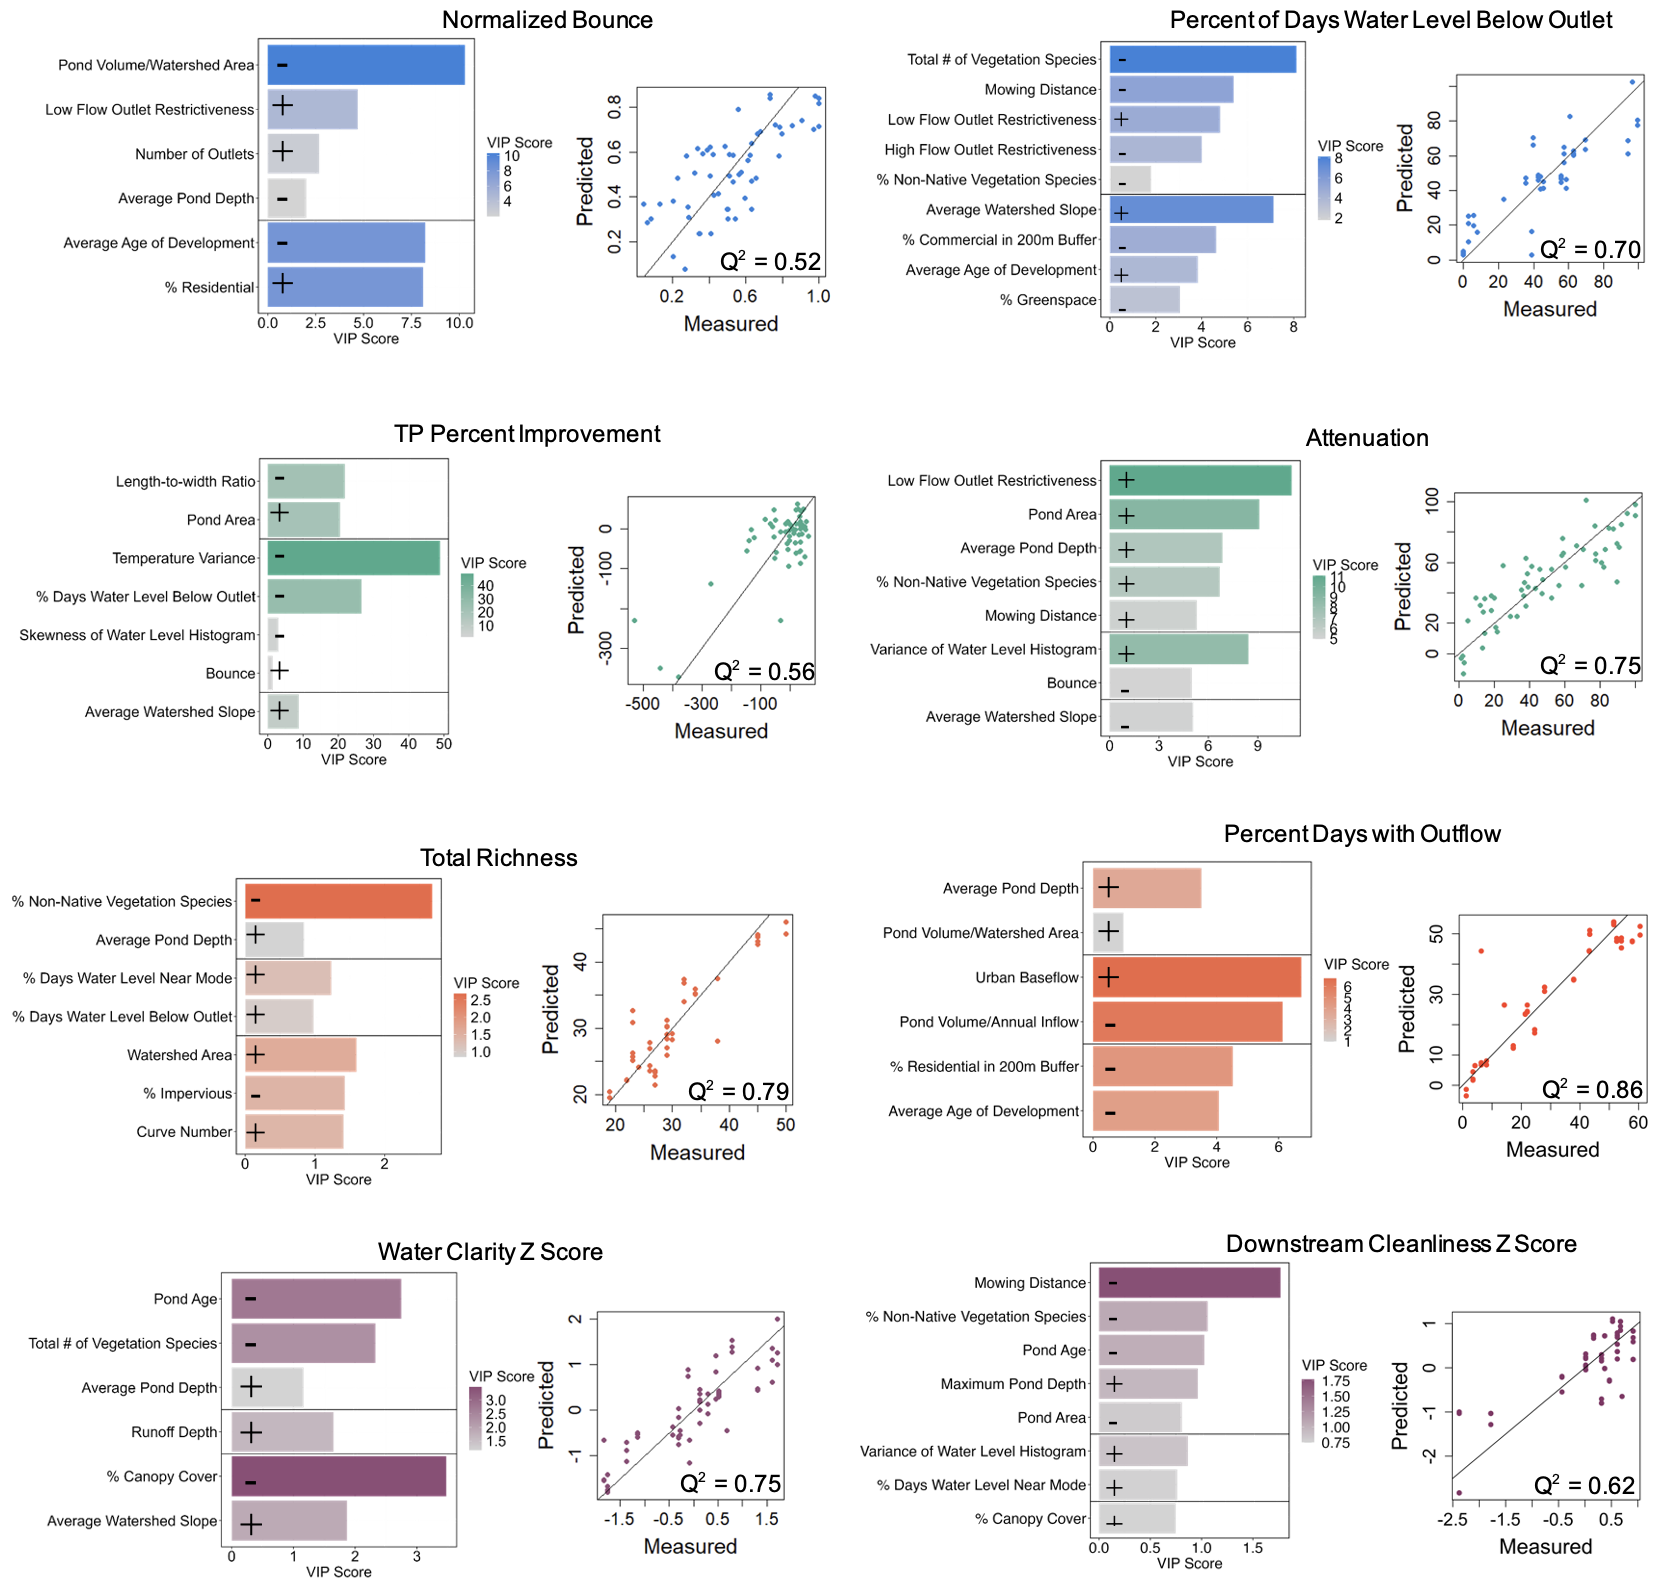 Normalized Bounce
Pond Volume/Watershed Area
-
Low Flow Outlet Restrictiveness
+
Number of Outlets
+
Average Pond Depth
-
Average Age of Development
-
% Residential
+
0.0 2.5 5.0 7.5 10.0
VIP Score
VIP Score
10
8
6
4
Predicted
0.2 0.4 0.6 0.8
Q² = 0.52
0.2 0.6 1.0
Measured
Percent of Days Water Level Below Outlet
Total # of Vegetation Species
-
Mowing Distance
-
Low Flow Outlet Restrictiveness
+
High Flow Outlet Restrictiveness
-
% Non-Native Vegetation Species
-
Average Watershed Slope
+
% Commercial in 200m Buffer
-
Average Age of Development
+
% Greenspace
-
0 2 4 6 8
VIP Score
VIP Score
8
6
4
2
Predicted
0 20 40 60 80
Q² = 0.70
0 20 40 60 80
Measured
TP Percent Improvement
Length-to-width Ratio
-
Pond Area
+
Temperature Variance
-
% Days Water Level Below Outlet
-
Skewness of Water Level Histogram
-
Bounce
+
Average Watershed Slope
+
0 10 20 30 40 50
VIP Score
VIP Score
40
30
20
10
Predicted
-300 -100 0
Q² = 0.56
-500 -300 -100
Measured
Attenuation
Low Flow Outlet Restrictiveness
+
Pond Area
+
Average Pond Depth
+
% Non-Native Vegetation Species
+
Mowing Distance
+
Variance of Water Level Histogram
+
Bounce
-
Average Watershed Slope
-
0 3 6 9
VIP Score
VIP Score
11
10
9
8
7
6
5
Predicted
0 20 60 100
Q² = 0.75
0 20 40 60 80
Measured
Total Richness
% Non-Native Vegetation Species
-
Average Pond Depth
+
% Days Water Level Near Mode
+
% Days Water Level Below Outlet
+
Watershed Area
+
% Impervious
-
Curve Number
+
0 1 2
VIP Score
VIP Score
2.5
2.0
1.5
1.0
Predicted
20 30 40
Q² = 0.79
20 30 40 50
Measured
Percent Days with Outflow
Average Pond Depth
+
Pond Volume/Watershed Area
+
Urban Baseflow
+
Pond Volume/Annual Inflow
-
% Residential in 200m Buffer
-
Average Age of Development
-
0 2 4 6
VIP Score
VIP Score
6
5
4
3
2
1
Predicted
0 10 30 50
Q² = 0.86
0 20 40 60
Measured
Water Clarity Z Score
Pond Age
-
Total # of Vegetation Species
-
Average Pond Depth
+
Runoff Depth
+
% Canopy Cover
-
Average Watershed Slope
+
0 1 2 3
VIP Score
VIP Score
3.0
2.5
2.0
1.5
Predicted
-1 0 1 2
Q² = 0.75
-1.5 -0.5 0.5 1.5
Measured
Downstream Cleanliness Z Score
Mowing Distance
-
% Non-Native Vegetation Species
-
Pond Age
-
Maximum Pond Depth
+
Pond Area
-
Variance of Water Level Histogram
+
% Days Water Level Near Mode
+
% Canopy Cover
+
0.0 0.5 1.0 1.5
VIP Score
VIP Score
1.75
1.50
1.25
1.00
0.75
Predicted
-2 -1 0 1
Q² = 0.62
-2.5 -1.5 -0.5 0.5
Measured